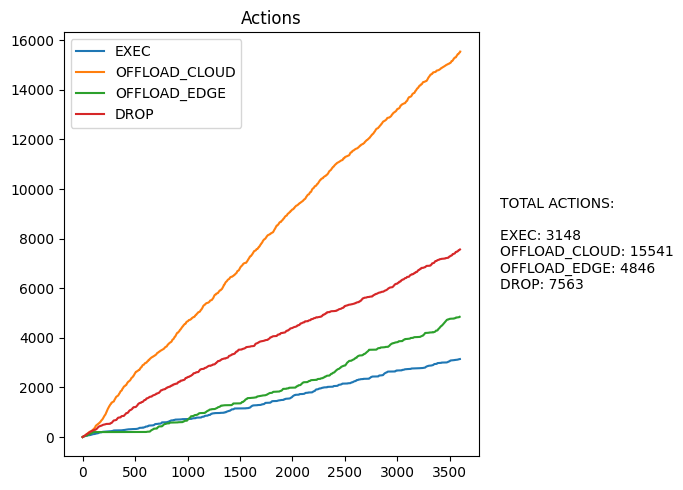 Actions
EXEC
OFFLOAD_CLOUD
OFFLOAD_EDGE
DROP
16000
14000
12000
10000
8000
6000
4000
2000
0
0 500 1000 1500 2000 2500 3000 3500
TOTAL ACTIONS:
EXEC: 3148
OFFLOAD_CLOUD: 15541
OFFLOAD_EDGE: 4846
DROP: 7563